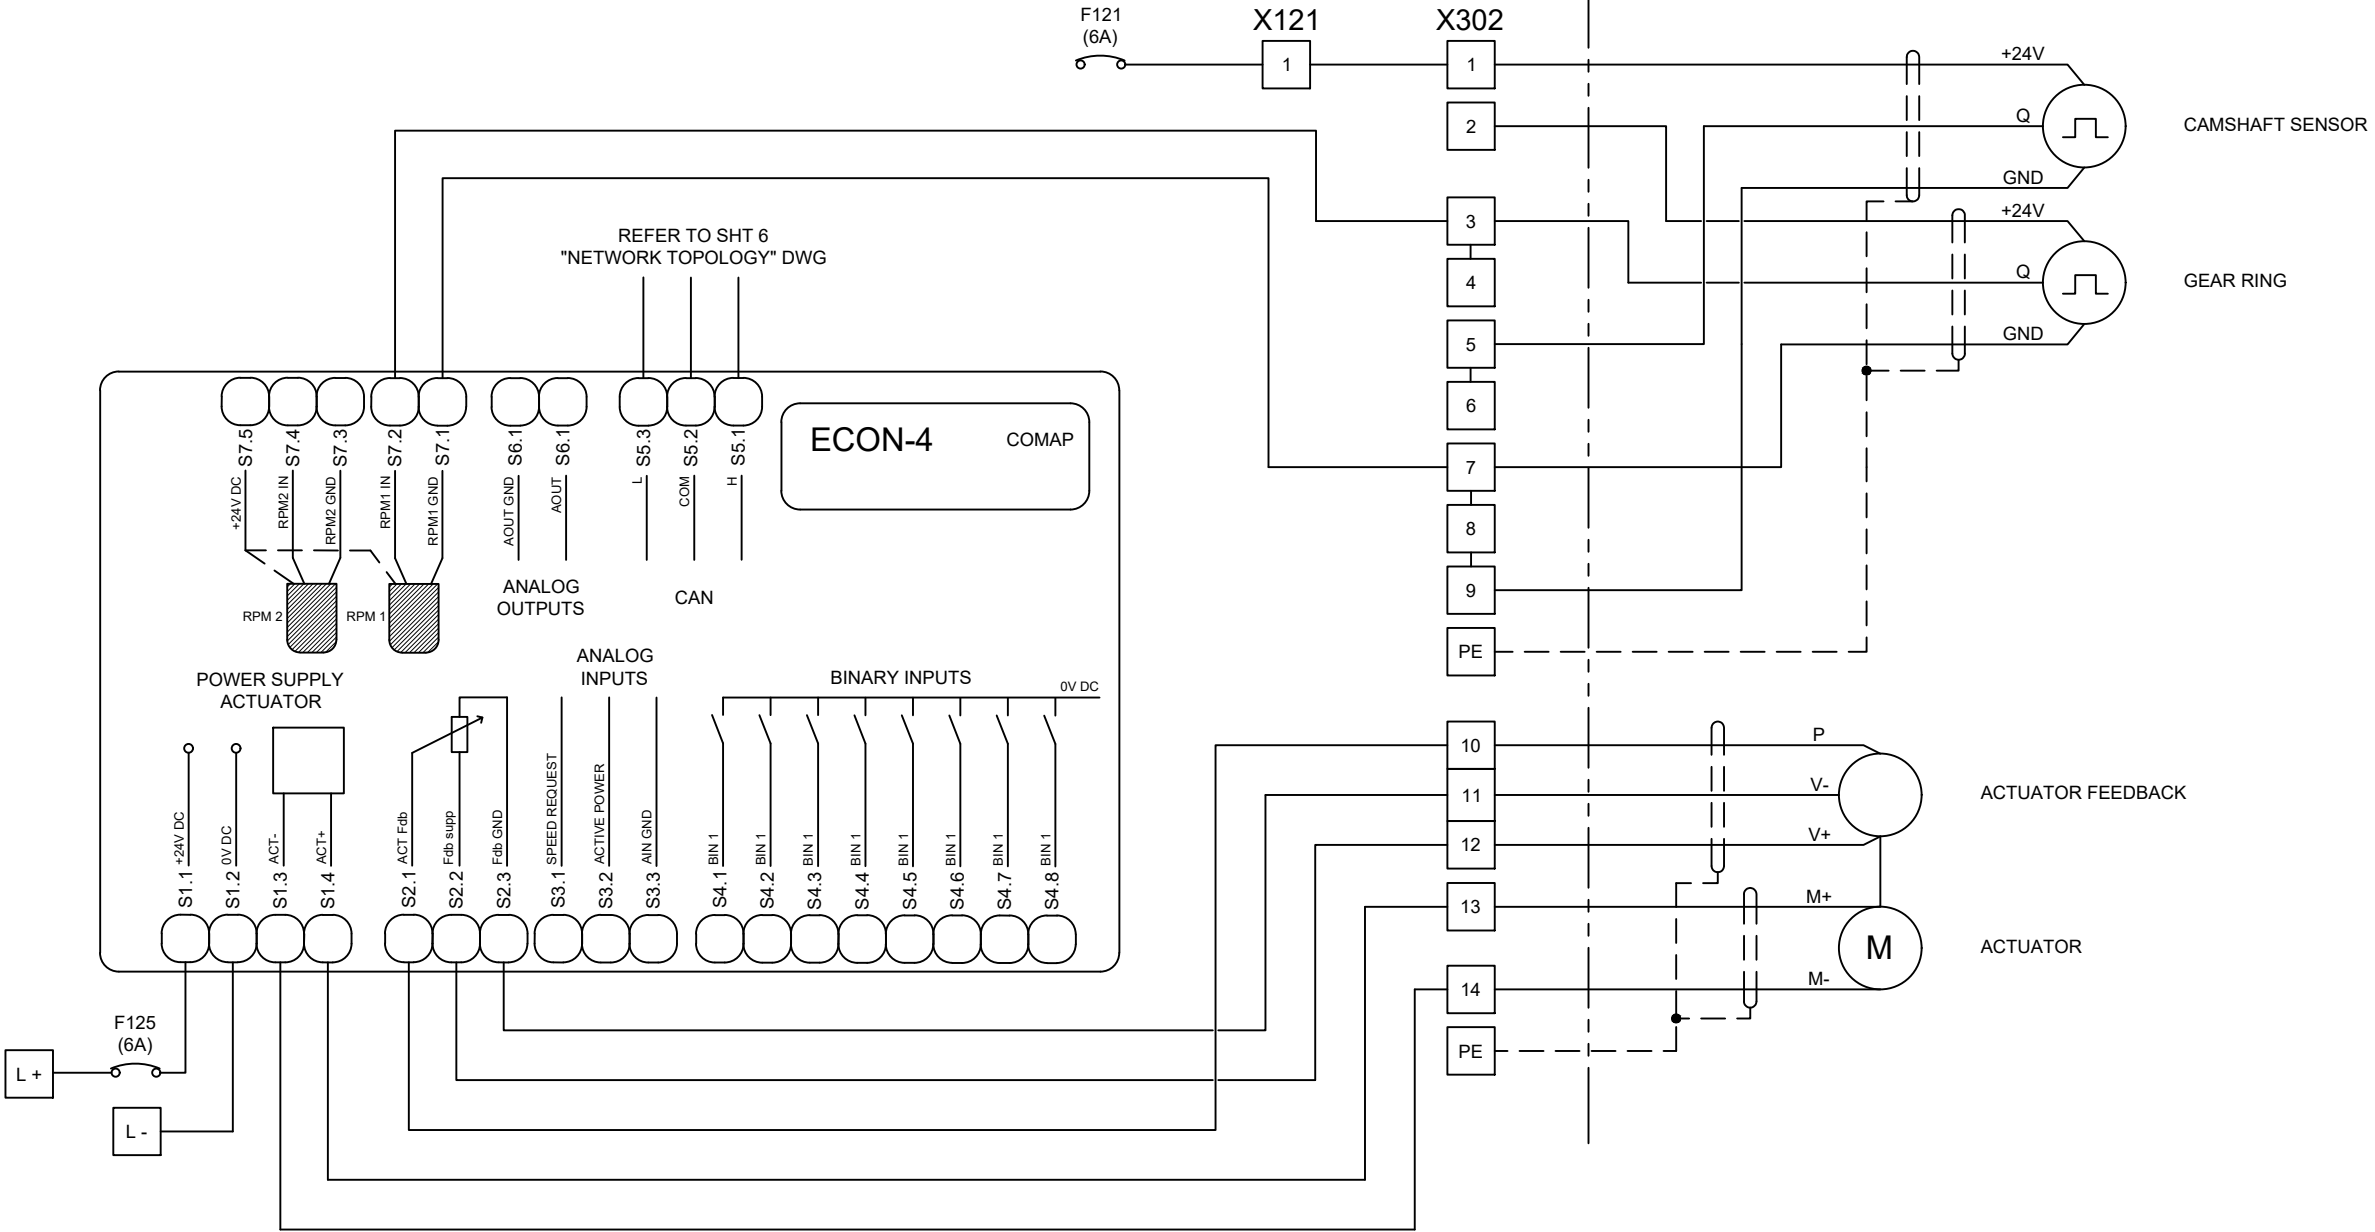 F121
(6A)
X121
X302
1
1
+24V
2
Q
CAMSHAFT SENSOR
GND
3
+24V
REFER TO SHT 6
"NETWORK TOPOLOGY" DWG
4
Q
GEAR RING
5
GND
6
ECON-4
COMAP
S7.5
S7.4
S7.3
S7.2
S7.1
S6.1
S6.1
S5.3
S5.2
S5.1
7
+24V DC
RPM2 IN
RPM2 GND
RPM1 IN
RPM1 GND
AOUT GND
AOUT
L
COM
H
8
ANALOG
OUTPUTS
CAN
9
RPM 2
RPM 1
PE
ANALOG
INPUTS
POWER SUPPLY
ACTUATOR
BINARY INPUTS
0V DC
10
P
11
V-
ACTUATOR FEEDBACK
12
V+
+24V DC
0V DC
ACT-
ACT+
ACT Fdb
Fdb supp
Fdb GND
SPEED REQUEST
ACTIVE POWER
AIN GND
BIN 1
BIN 1
BIN 1
BIN 1
BIN 1
BIN 1
BIN 1
BIN 1
S1.1
S1.2
S1.3
S1.4
S2.1
S2.2
S2.3
S3.1
S3.2
S3.3
S4.1
S4.2
S4.3
S4.4
S4.5
S4.6
S4.7
S4.8
13
M+
M
ACTUATOR
14
M-
F125
(6A)
PE
L +
L -